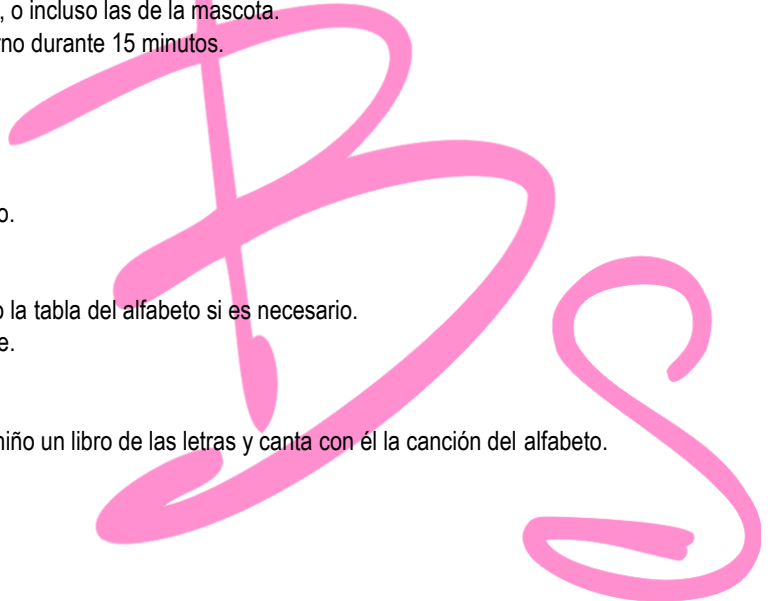 , o incluso las de la mascota.
no durante 15 minutos.
o.
o la tabla del alfabeto si es necesario.
e.
niño un libro de las letras y canta con él la canción del alfabeto.
B
S